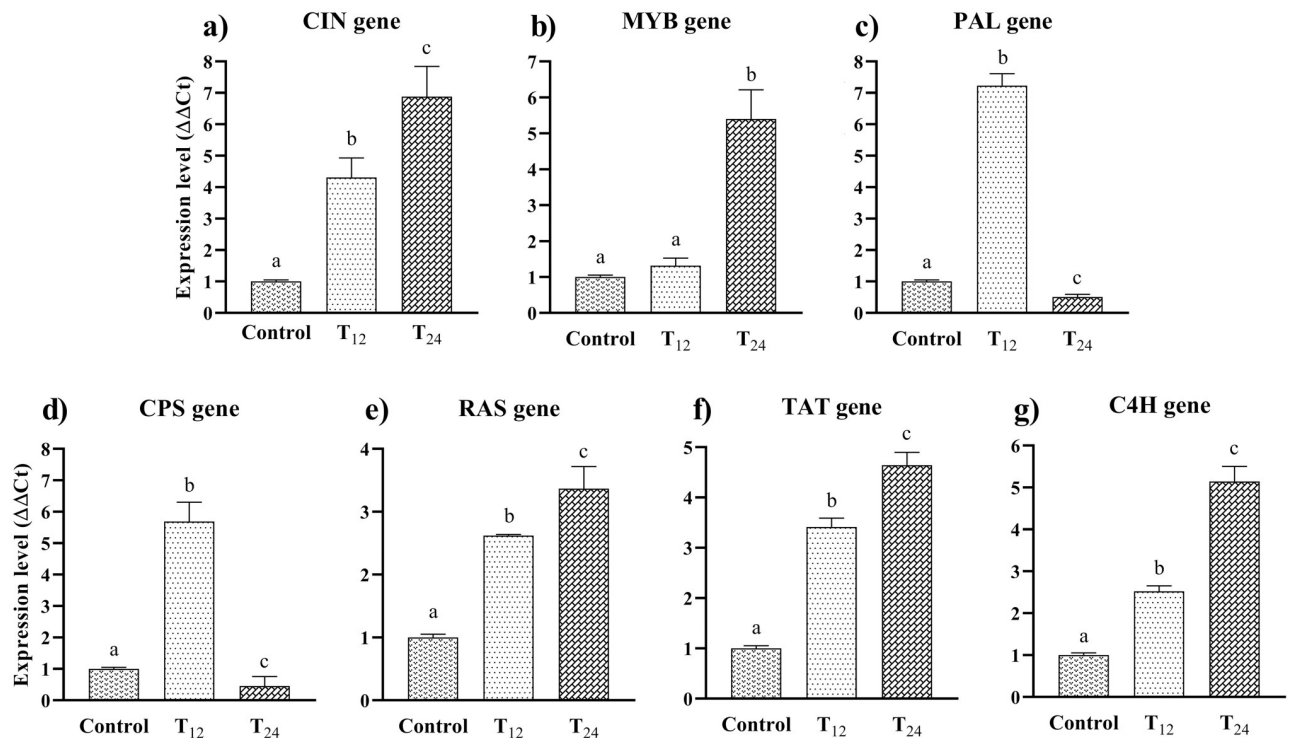 a) CIN gene
Expression level (ΔΔCt)
8
7
6
5
4
3
2
1
0
a
b
c
Control T₁₂ T₂₄
b) MYB gene
7
6
5
4
3
2
1
0
a
a
b
Control T₁₂ T₂₄
c) PAL gene
8
7
6
5
4
3
2
1
0
a
b
c
Control T₁₂ T₂₄
d) CPS gene
Expression level (ΔΔCt)
8
7
6
5
4
3
2
1
0
a
b
c
Control T₁₂ T₂₄
e) RAS gene
4
3
2
1
0
a
b
c
Control T₁₂ T₂₄
f) TAT gene
5
4
3
2
1
0
a
b
c
Control T₁₂ T₂₄
g) C4H gene
6
5
4
3
2
1
0
a
b
c
Control T₁₂ T₂₄